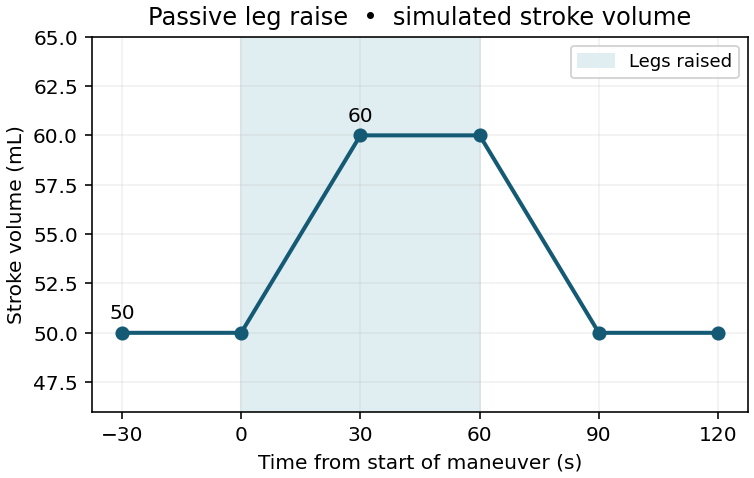 Passive leg raise • simulated stroke volume
Legs raised
Stroke volume (mL)
65.0
62.5
60.0
57.5
55.0
52.5
50.0
47.5
50
60
−30 0 30 60 90 120
Time from start of maneuver (s)